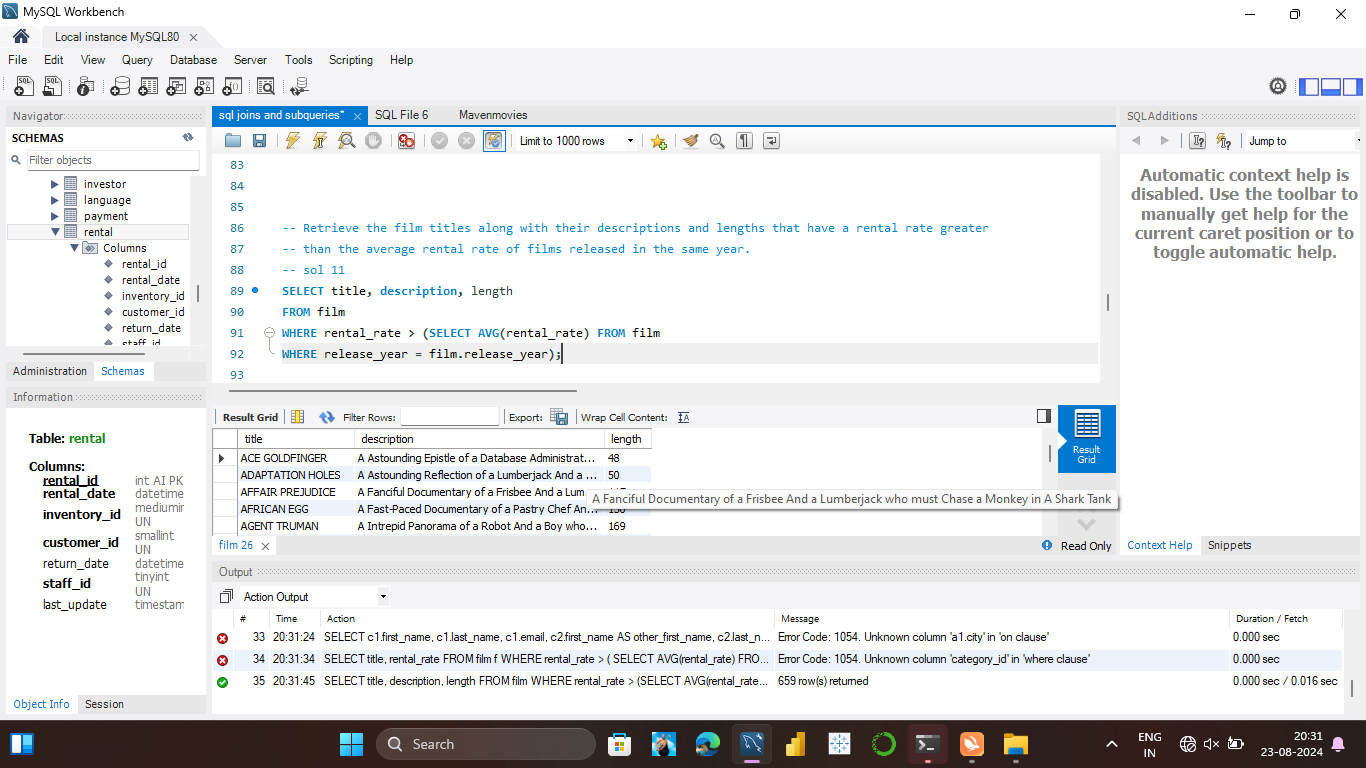 MySQL Workbench
Local instance MySQL80
File Edit View Query Database Server Tools Scripting Help
Navigator
SCHEMAS
Filter objects
investor
language
payment
rental
Columns
rental_id
rental_date
inventory_id
customer_id
return_date
Administration Schemas
Information
Table: rental
Columns:
rental_id int AI PK
rental_date datetime
inventory_id mediumin
UN
customer_id smallint
UN
return_date datetime
staff_id tinyint
UN
last_update timestam
Object Info Session
sql joins and subqueries* SQL File 6 Mavenmovies
Limit to 1000 rows
83
84
85
86 -- Retrieve the film titles along with their descriptions and lengths that have a rental rate greater
87 -- than the average rental rate of films released in the same year.
88 -- sol 11
89 SELECT title, description, length
90 FROM film
91 WHERE rental_rate > (SELECT AVG(rental_rate) FROM film
92 WHERE release_year = film.release_year);
93
Result Grid Filter Rows: Export: Wrap Cell Content:
title description length
ACE GOLDFINGER A Astounding Epistle of a Database Administrat... 48
ADAPTATION HOLES A Astounding Reflection of a Lumberjack And a ... 50
AFFAIR PREJUDICE A Fanciful Documentary of a Frisbee And a Lum
A Fanciful Documentary of a Frisbee And a Lumberjack who must Chase a Monkey in A Shark Tank
AFRICAN EGG A Fast-Paced Documentary of a Pastry Chef An...
AGENT TRUMAN A Intrepid Panorama of a Robot And a Boy who... 169
Result
Grid
film 26
Read Only
Output
Action Output
# Time Action Message Duration / Fetch
33 20:31:24 SELECT c1.first_name, c1.last_name, c1.email, c2.first_name AS other_first_name, c2.last_n... Error Code: 1054. Unknown column 'a1.city' in 'on clause' 0.000 sec
34 20:31:34 SELECT title, rental_rate FROM film f WHERE rental_rate > ( SELECT AVG(rental_rate) FRO... Error Code: 1054. Unknown column 'category_id' in 'where clause' 0.000 sec
35 20:31:45 SELECT title, description, length FROM film WHERE rental_rate > (SELECT AVG(rental_rate... 659 row(s) returned 0.000 sec / 0.016 sec
SQLAdditions
Jump to
Automatic context help is
disabled. Use the toolbar to
manually get help for the
current caret position or to
toggle automatic help.
Context Help Snippets
Search
ENG
IN
20:31
23-08-2024